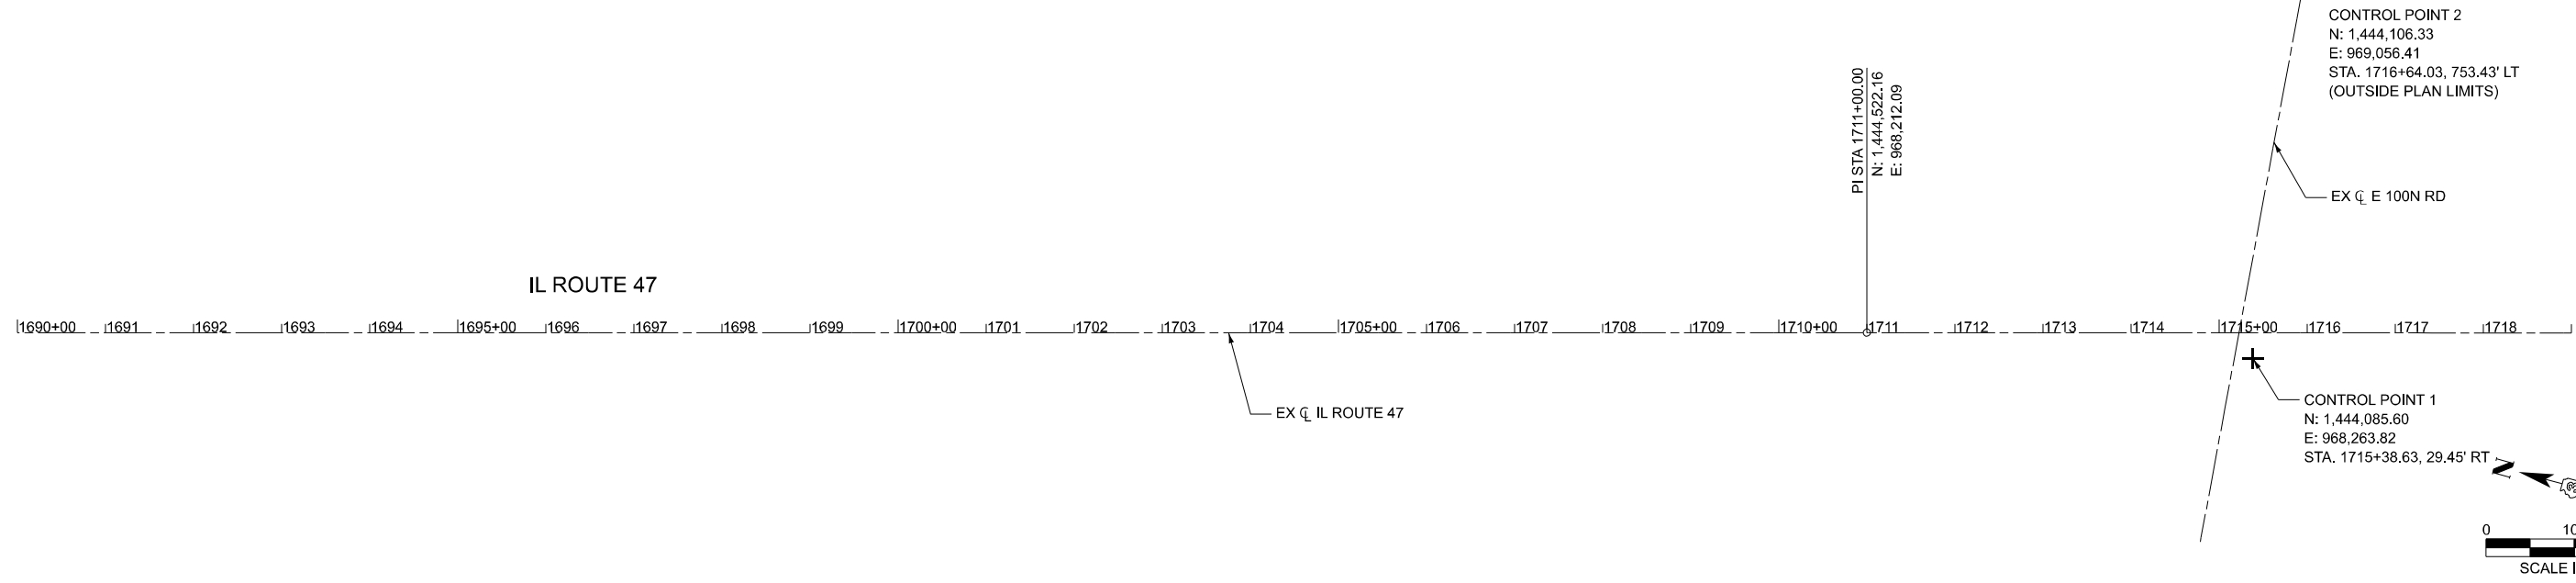 CONTROL POINT 2
N: 1,444,106.33
E: 969,056.41
STA. 1716+64.03, 753.43' LT
(OUTSIDE PLAN LIMITS)
PI STA 1711+00.00
N: 1,444,522.16
E: 968,212.09
EX ℄ E 100N RD
IL ROUTE 47
1690+00 1691 1692 1693 1694 1695+00 1696 1697 1698 1699 1700+00 1701 1702 1703 1704 1705+00 1706 1707 1708 1709 1710+00 1711 1712 1713 1714 1715+00 1716 1717 1718
EX ℄ IL ROUTE 47
CONTROL POINT 1
N: 1,444,085.60
E: 968,263.82
STA. 1715+38.63, 29.45' RT
N
0 10
SCALE